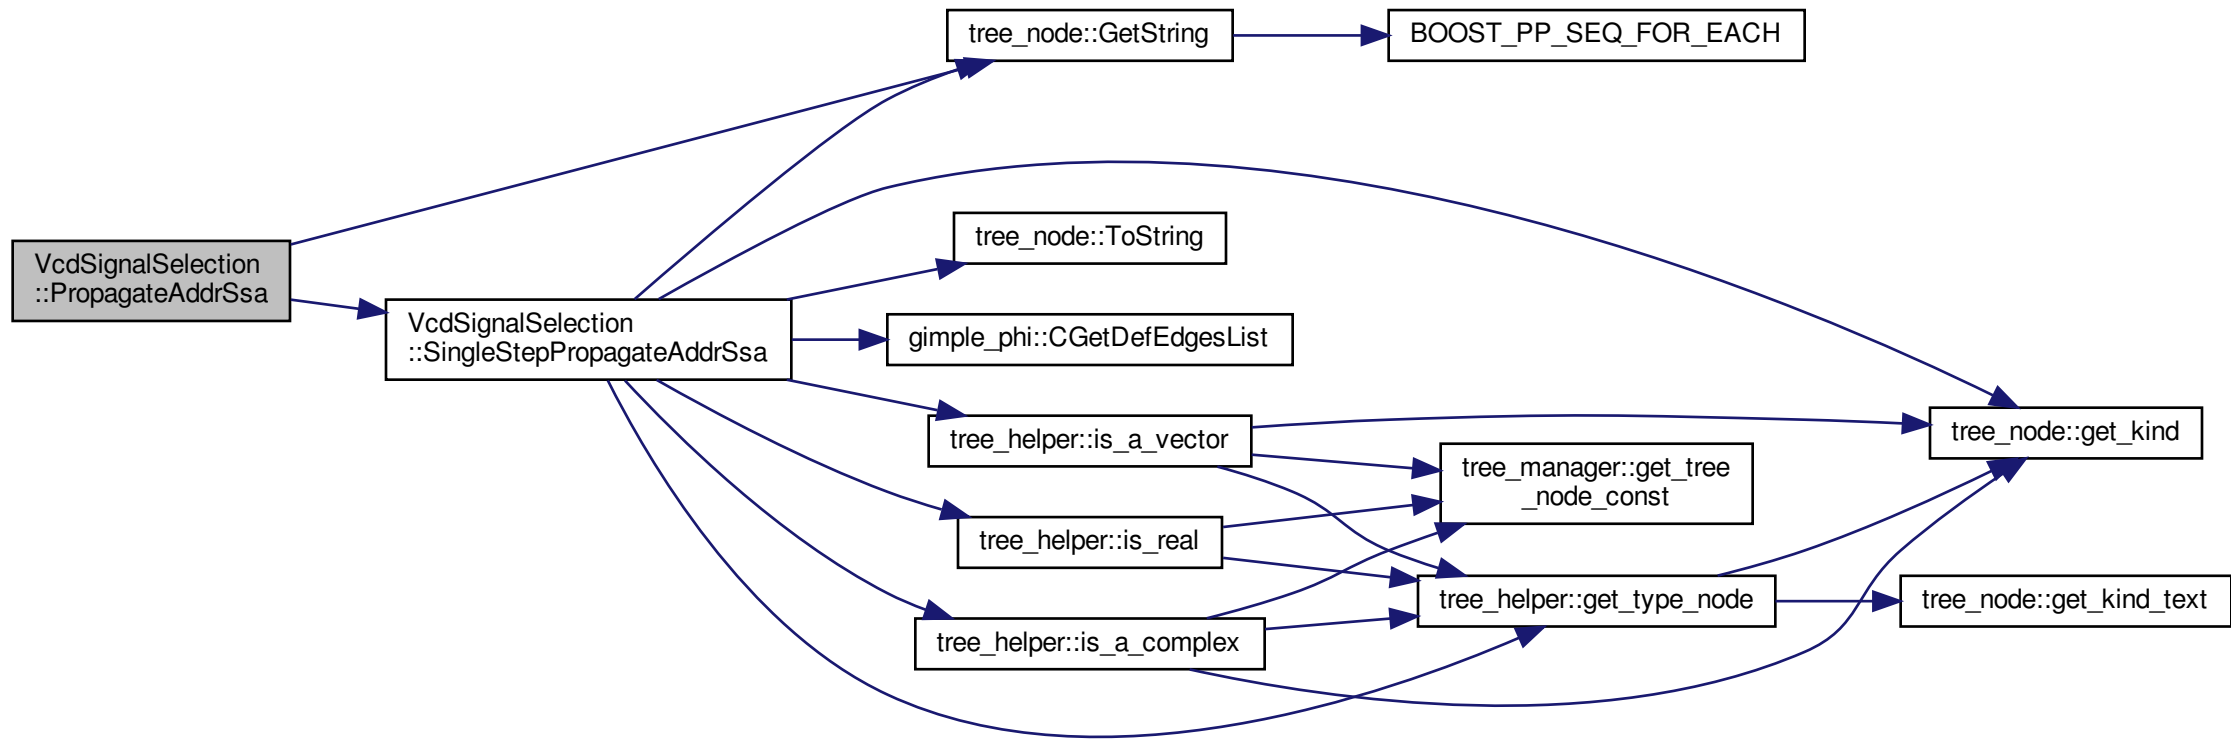 tree_node::GetString
BOOST_PP_SEQ_FOR_EACH
VcdSignalSelection
::PropagateAddrSsa
tree_node::ToString
VcdSignalSelection
::SingleStepPropagateAddrSsa
gimple_phi::CGetDefEdgesList
tree_helper::is_a_vector
tree_node::get_kind
tree_manager::get_tree
_node_const
tree_helper::is_real
tree_helper::get_type_node
tree_node::get_kind_text
tree_helper::is_a_complex